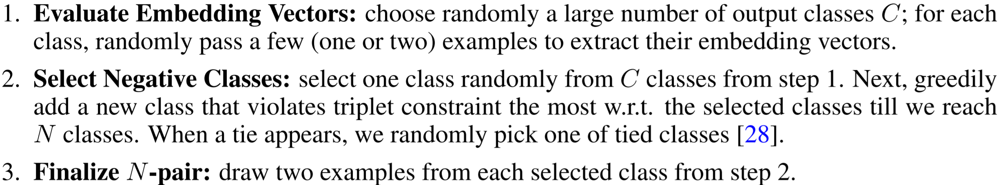 1. Evaluate Embedding Vectors: choose randomly a large number of output classes C; for each
class, randomly pass a few (one or two) examples to extract their embedding vectors.
2. Select Negative Classes: select one class randomly from C classes from step 1. Next, greedily
add a new class that violates triplet constraint the most w.r.t. the selected classes till we reach
N classes. When a tie appears, we randomly pick one of tied classes [28].
3. Finalize N-pair: draw two examples from each selected class from step 2.